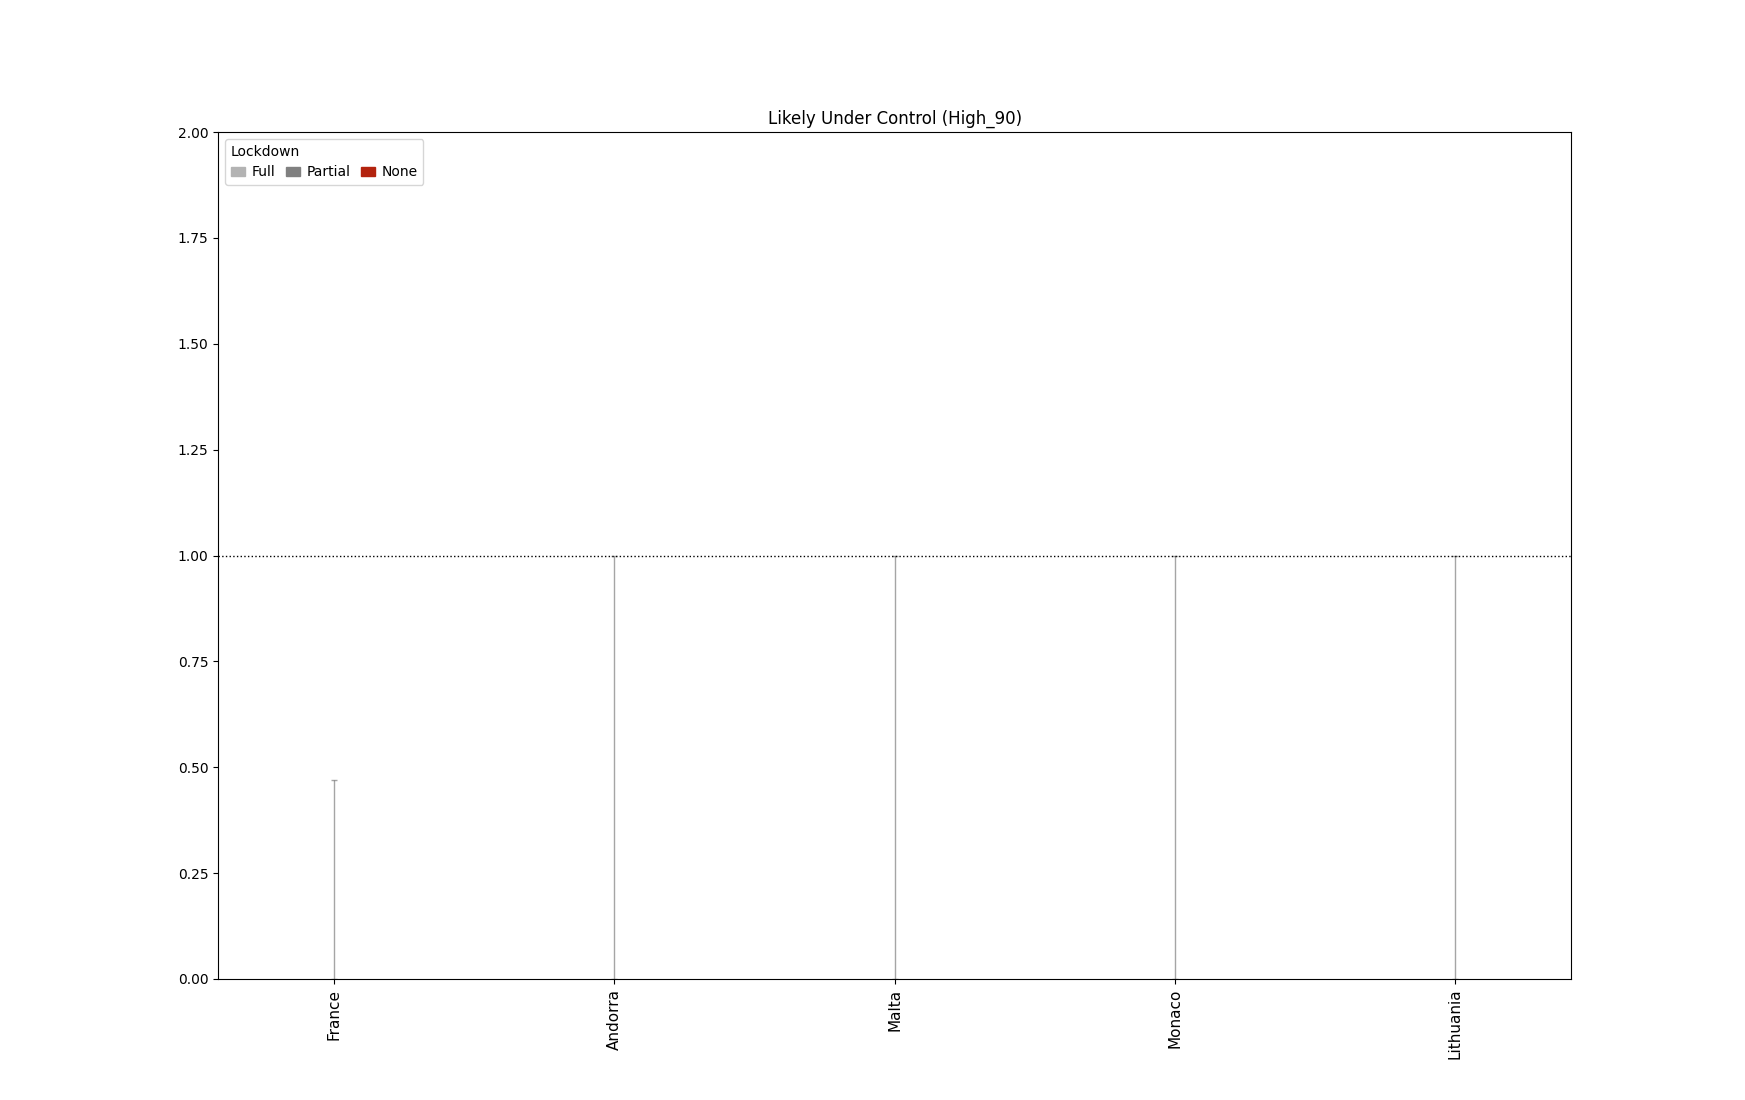 Likely Under Control (High_90)
2.00
Lockdown
Full Partial None
1.75
1.50
1.25
1.00
0.75
0.50
0.25
0.00
France Andorra Malta Monaco Lithuania